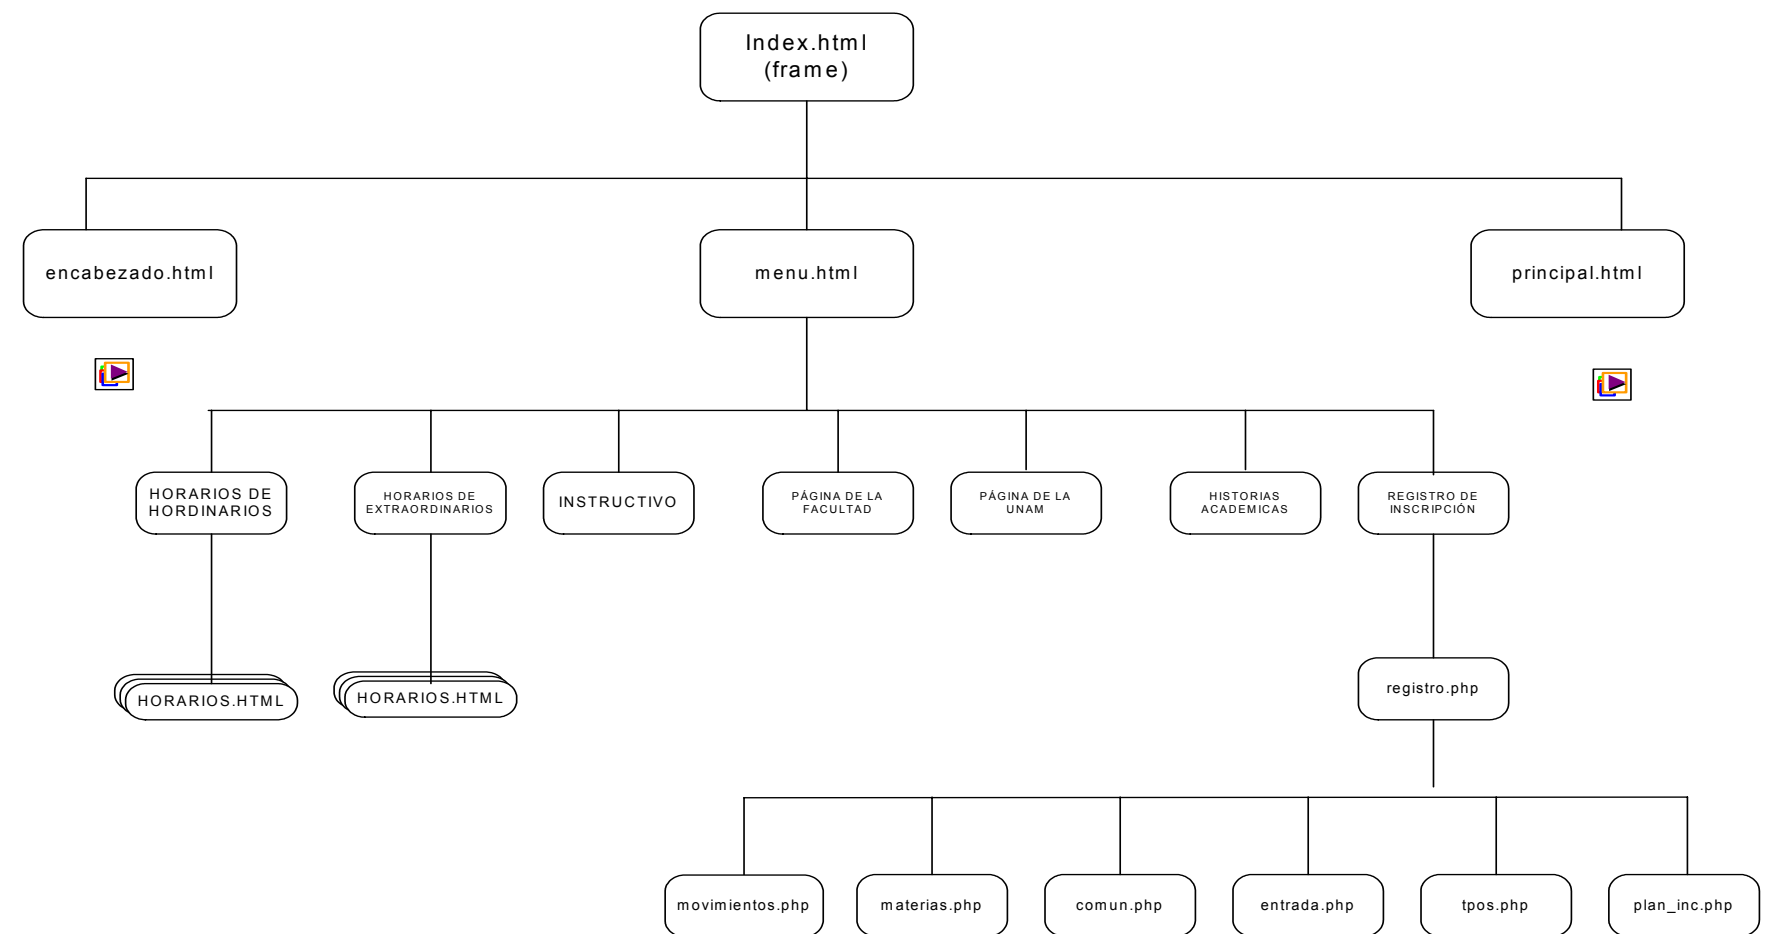 Index.html
(frame)
encabezado.html
menu.html
principal.html
HORARIOS DE
HORDINARIOS
HORARIOS DE
EXTRAORDINARIOS
INSTRUCTIVO
PÁGINA DE LA
FACULTAD
PÁGINA DE LA
UNAM
HISTORIAS
ACADEMICAS
REGISTRO DE
INSCRIPCIÓN
HORARIOS.HTML
HORARIOS.HTML
registro.php
movimientos.php
materias.php
comun.php
entrada.php
tpos.php
plan_inc.php